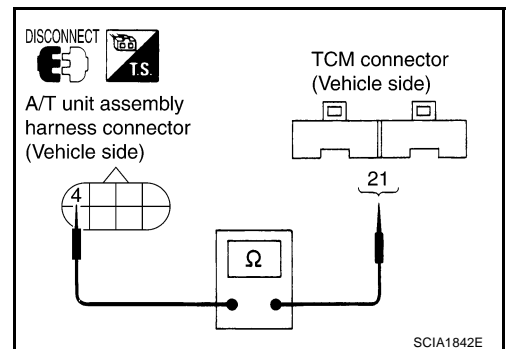 DISCONNECT
T.S.
A/T unit assembly
harness connector
(Vehicle side)
TCM connector
(Vehicle side)
4
21
Ω
SCIA1842E